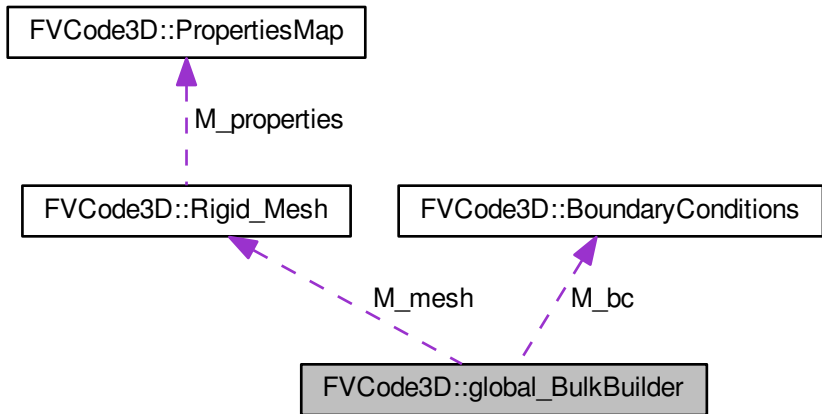 FVCode3D::PropertiesMap
M_properties
FVCode3D::Rigid_Mesh
FVCode3D::BoundaryConditions
M_mesh
M_bc
FVCode3D::global_BulkBuilder